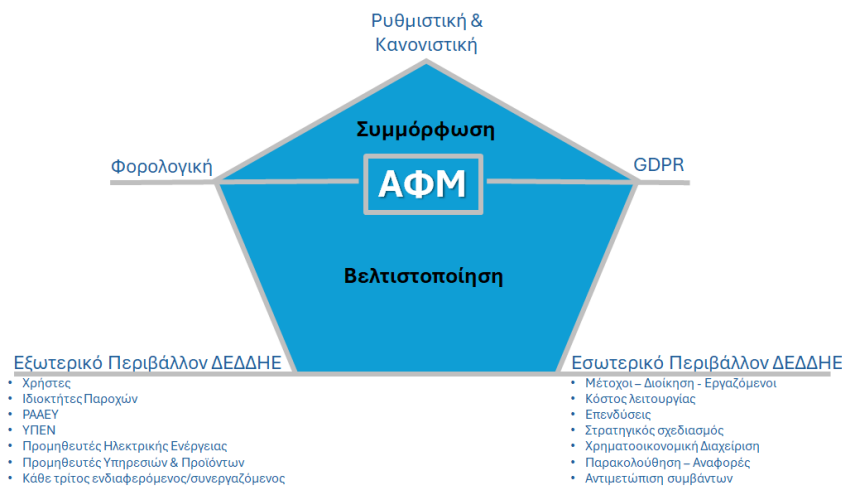 Ρυθμιστική &
Κανονιστική
Συμμόρφωση
Φορολογική
GDPR
ΑΦΜ
Βελτιστοποίηση
Εξωτερικό Περιβάλλον ΔΕΔΔΗΕ
• Χρήστες
• Ιδιοκτήτες Παροχών
• ΡΑΑΕΥ
• ΥΠΕΝ
• Προμηθευτές Ηλεκτρικής Ενέργειας
• Προμηθευτές Υπηρεσιών & Προϊόντων
• Κάθε τρίτος ενδιαφερόμενος/συνεργαζόμενος
Εσωτερικό Περιβάλλον ΔΕΔΔΗΕ
• Μέτοχοι – Διοίκηση - Εργαζόμενοι
• Κόστος λειτουργίας
• Επενδύσεις
• Στρατηγικός σχεδιασμός
• Χρηματοοικονομική Διαχείριση
• Παρακολούθηση – Αναφορές
• Αντιμετώπιση συμβάντων